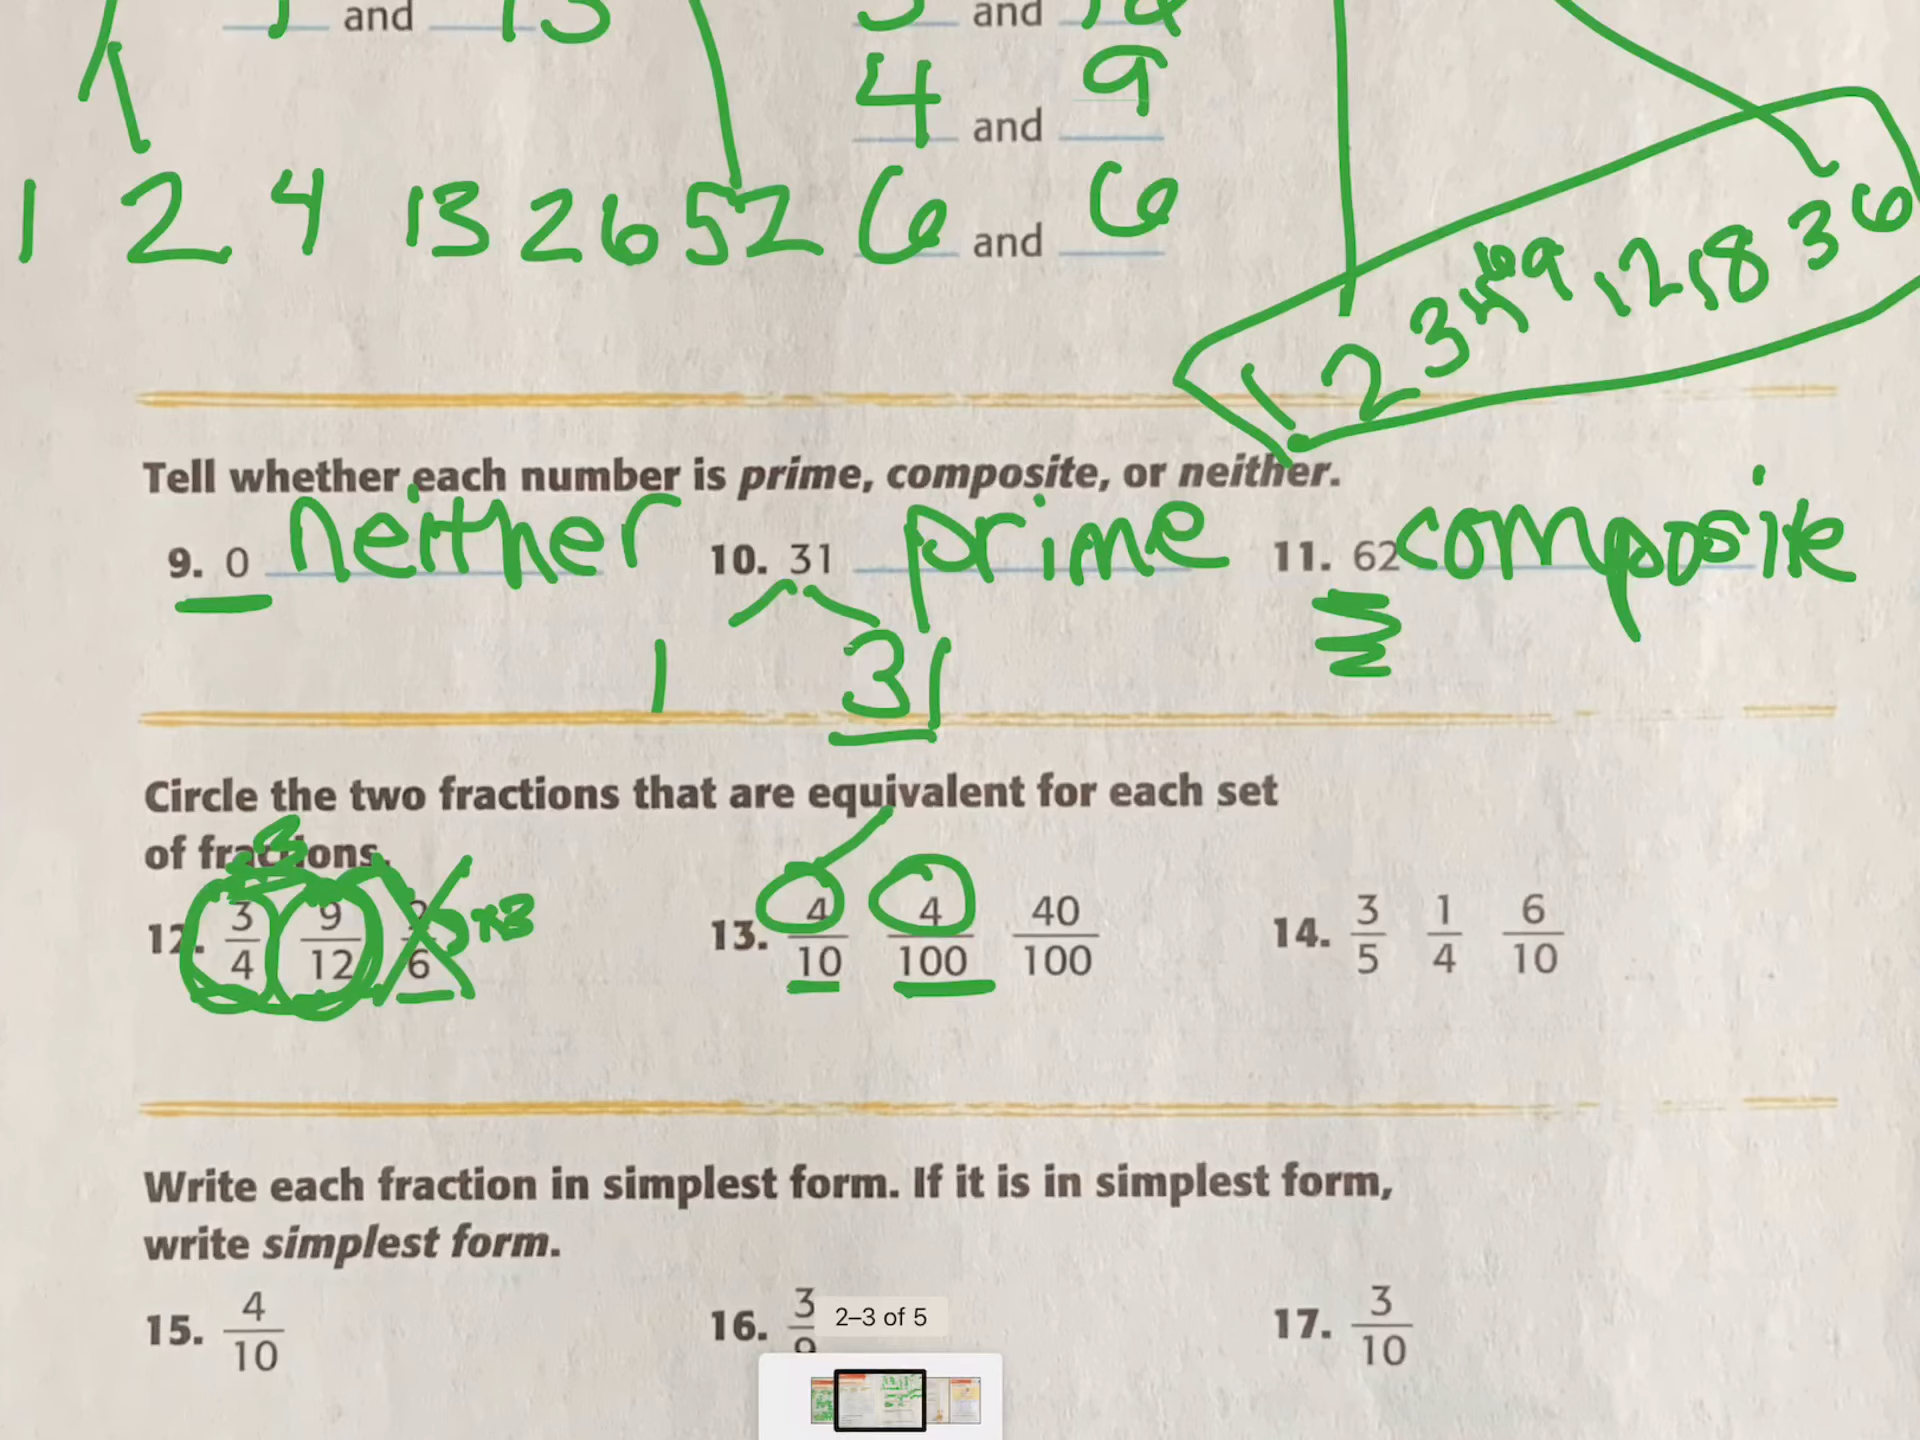 and 13 and
4 and 9
1 2 4 13 26 52 6 and 6
1 2 3 4 6 9 12 18 36
Tell whether each number is prime, composite, or neither.
9. 0 neither 10. 31 prime 11. 62 composite
1 31
Circle the two fractions that are equivalent for each set
of fractions.
3
12. 3/4 9/12 /6 x3 13. 4/10 4/100 40/100 14. 3/5 1/4 6/10
Write each fraction in simplest form. If it is in simplest form,
write simplest form.
15. 4/10 16. 3/9 17. 3/10
2–3 of 5